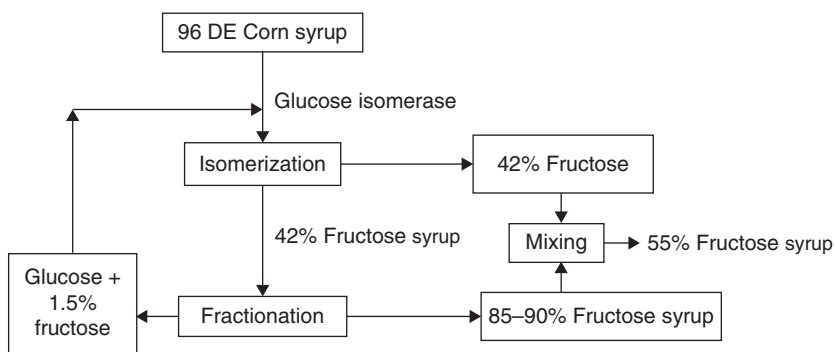 96 DE Corn syrup
Glucose isomerase
Isomerization
42% Fructose
42% Fructose syrup
Mixing
55% Fructose syrup
Glucose +
1.5%
fructose
Fractionation
85–90% Fructose syrup